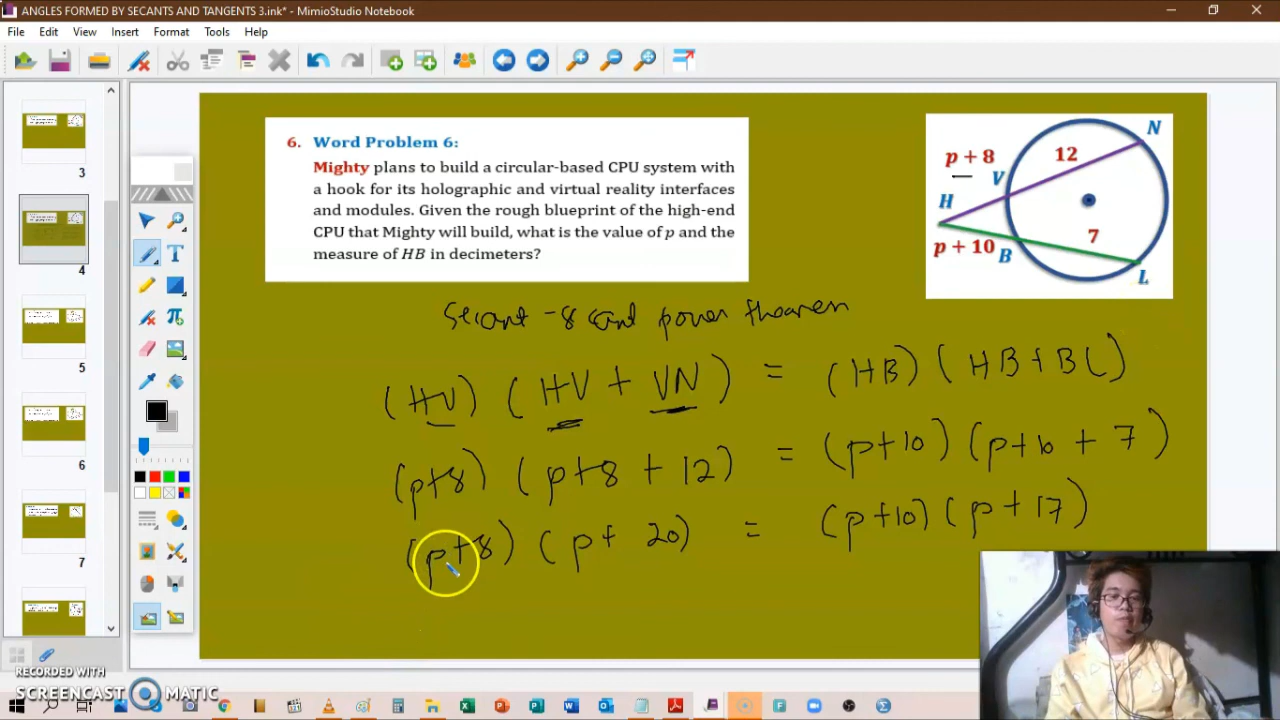 ANGLES FORMED BY SECANTS AND TANGENTS 3.ink* - MimioStudio Notebook
File Edit View Insert Format Tools Help
3
4
5
6
7
6. Word Problem 6:
Mighty plans to build a circular-based CPU system with
a hook for its holographic and virtual reality interfaces
and modules. Given the rough blueprint of the high-end
CPU that Mighty will build, what is the value of p and the
measure of HB in decimeters?
N
p + 8
12
V
H
p + 10
B
7
L
Secant - Secant power theorem
(HV) (HV + VN) = (HB) (HB + BL)
(p+8) (p+8 + 12) = (p+10) (p+10 + 7)
(p+8) (p+ 20) = (p+10) (p + 17)
RECORDED WITH
SCREENCAST MATIC